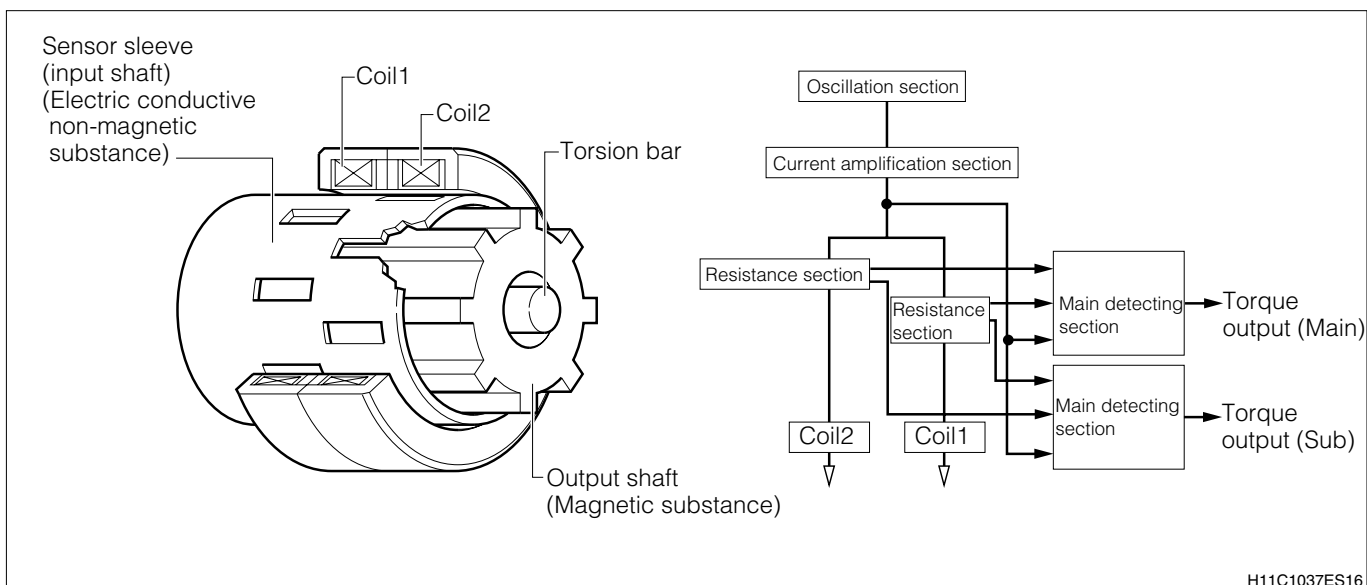 Sensor sleeve
(input shaft)
(Electric conductive
non-magnetic
substance)
Coil1
Coil2
Torsion bar
Output shaft
(Magnetic substance)
Oscillation section
Current amplification section
Resistance section
Resistance
section
Main detecting
section
Torque
output (Main)
Main detecting
section
Torque
output (Sub)
Coil2
Coil1
H11C1037ES16